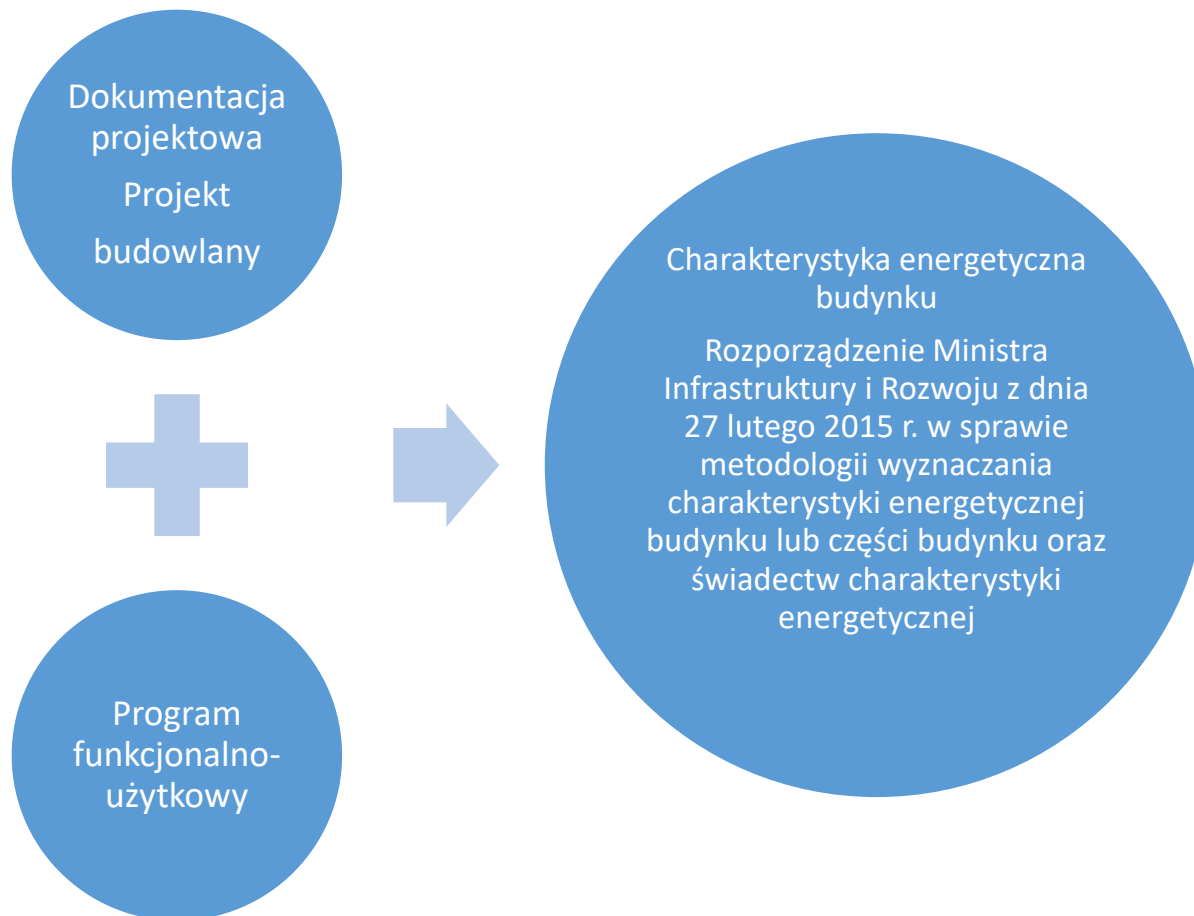 Dokumentacja
projektowa
Projekt
budowlany
Program
funkcjonalno-
użytkowy
Charakterystyka energetyczna
budynku
Rozporządzenie Ministra
Infrastruktury i Rozwoju z dnia
27 lutego 2015 r. w sprawie
metodologii wyznaczania
charakterystyki energetycznej
budynku lub części budynku oraz
świadectw charakterystyki
energetycznej